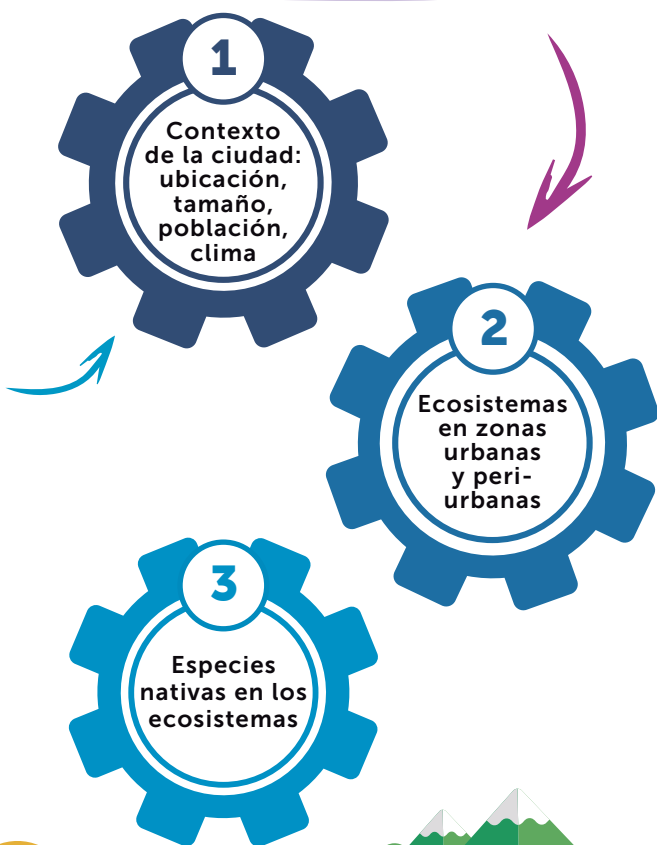 1
Contexto
de la ciudad:
ubicación,
tamaño,
población,
clima
2
Ecosistemas
en zonas
urbanas
y peri-
urbanas
3
Especies
nativas en los
ecosistemas